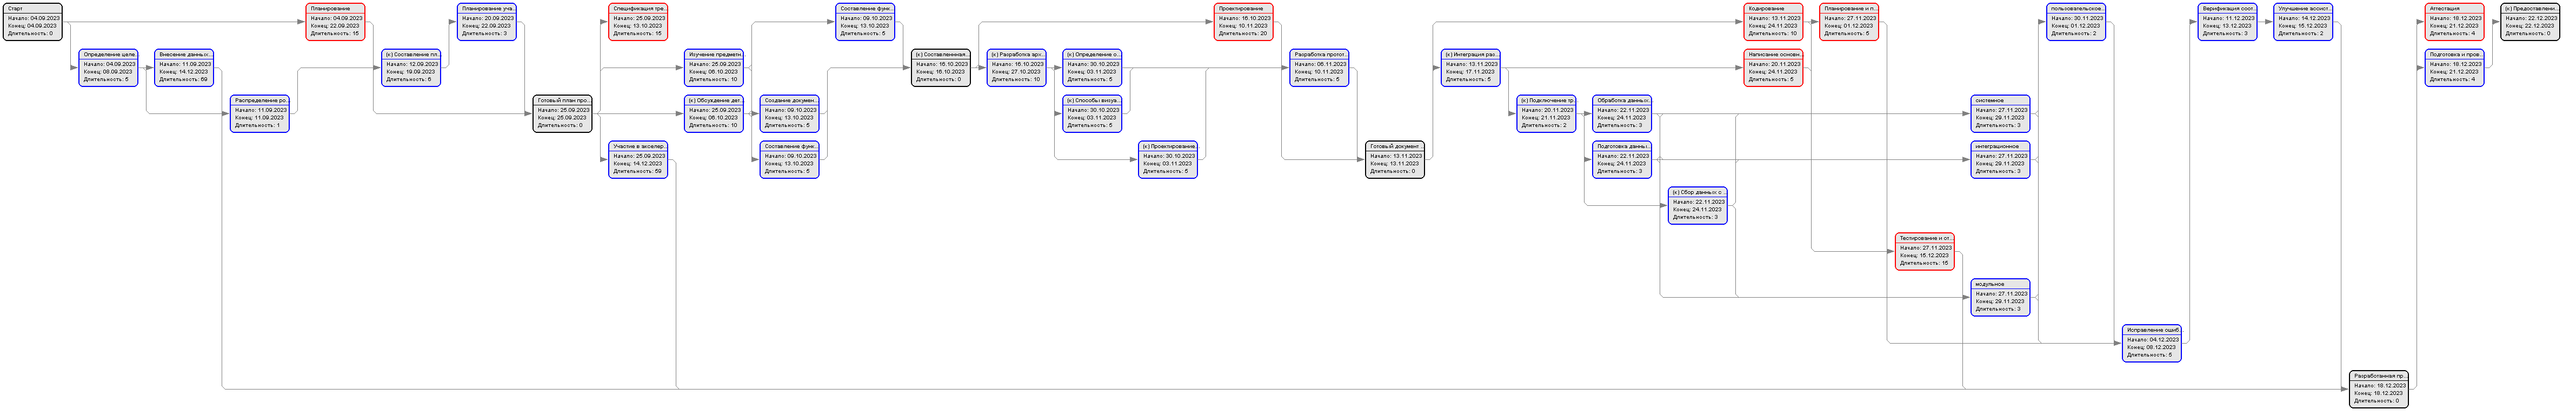 Старт
Начало: 04.09.2023
Конец: 04.09.2023
Длительность: 0
Определение целе...
Начало: 04.09.2023
Конец: 08.09.2023
Длительность: 5
Внесение данных...
Начало: 11.09.2023
Конец: 14.12.2023
Длительность: 69
Распределение ро...
Начало: 11.09.2023
Конец: 11.09.2023
Длительность: 1
Планирование
Начало: 04.09.2023
Конец: 22.09.2023
Длительность: 15
(к) Составление пл...
Начало: 12.09.2023
Конец: 19.09.2023
Длительность: 6
Планирование уча...
Начало: 20.09.2023
Конец: 22.09.2023
Длительность: 3
Готовый план про...
Начало: 25.09.2023
Конец: 25.09.2023
Длительность: 0
Спецификация тре...
Начало: 25.09.2023
Конец: 13.10.2023
Длительность: 15
Участие в акселер...
Начало: 25.09.2023
Конец: 14.12.2023
Длительность: 59
Изучение предметн...
Начало: 25.09.2023
Конец: 06.10.2023
Длительность: 10
(к) Обсуждение дет...
Начало: 25.09.2023
Конец: 06.10.2023
Длительность: 10
Составление функ...
Начало: 09.10.2023
Конец: 13.10.2023
Длительность: 5
Создание докумен...
Начало: 09.10.2023
Конец: 13.10.2023
Длительность: 5
Составление функ...
Начало: 09.10.2023
Конец: 13.10.2023
Длительность: 5
(к) Составленная...
Начало: 16.10.2023
Конец: 16.10.2023
Длительность: 0
(к) Разработка арх...
Начало: 16.10.2023
Конец: 27.10.2023
Длительность: 10
(к) Определение о...
Начало: 30.10.2023
Конец: 03.11.2023
Длительность: 5
(к) Способы визуа...
Начало: 30.10.2023
Конец: 03.11.2023
Длительность: 5
(к) Проектирование...
Начало: 30.10.2023
Конец: 03.11.2023
Длительность: 5
Проектирование
Начало: 16.10.2023
Конец: 10.11.2023
Длительность: 20
Разработка протот...
Начало: 06.11.2023
Конец: 10.11.2023
Длительность: 5
Готовый документ ...
Начало: 13.11.2023
Конец: 13.11.2023
Длительность: 0
(к) Интеграция раз...
Начало: 13.11.2023
Конец: 17.11.2023
Длительность: 5
(к) Подключение тр...
Начало: 20.11.2023
Конец: 21.11.2023
Длительность: 2
Обработка данных...
Начало: 22.11.2023
Конец: 24.11.2023
Длительность: 3
Подготовка данны...
Начало: 22.11.2023
Конец: 24.11.2023
Длительность: 3
(к) Сбор данных с ...
Начало: 22.11.2023
Конец: 24.11.2023
Длительность: 3
Кодирование
Начало: 13.11.2023
Конец: 24.11.2023
Длительность: 10
Написание основн...
Начало: 20.11.2023
Конец: 24.11.2023
Длительность: 5
Планирование и п...
Начало: 27.11.2023
Конец: 01.12.2023
Длительность: 5
Тестирование и от...
Начало: 27.11.2023
Конец: 15.12.2023
Длительность: 15
системное
Начало: 27.11.2023
Конец: 29.11.2023
Длительность: 3
интеграционное
Начало: 27.11.2023
Конец: 29.11.2023
Длительность: 3
модульное
Начало: 27.11.2023
Конец: 29.11.2023
Длительность: 3
пользовательское...
Начало: 30.11.2023
Конец: 01.12.2023
Длительность: 2
Исправление ошиб...
Начало: 04.12.2023
Конец: 08.12.2023
Длительность: 5
Верификация соот...
Начало: 11.12.2023
Конец: 13.12.2023
Длительность: 3
Улучшение ассист...
Начало: 14.12.2023
Конец: 15.12.2023
Длительность: 2
Разработанная пр...
Начало: 18.12.2023
Конец: 18.12.2023
Длительность: 0
Аттестация
Начало: 18.12.2023
Конец: 21.12.2023
Длительность: 4
Подготовка и пров...
Начало: 18.12.2023
Конец: 21.12.2023
Длительность: 4
(к) Предоставлени...
Начало: 22.12.2023
Конец: 22.12.2023
Длительность: 0